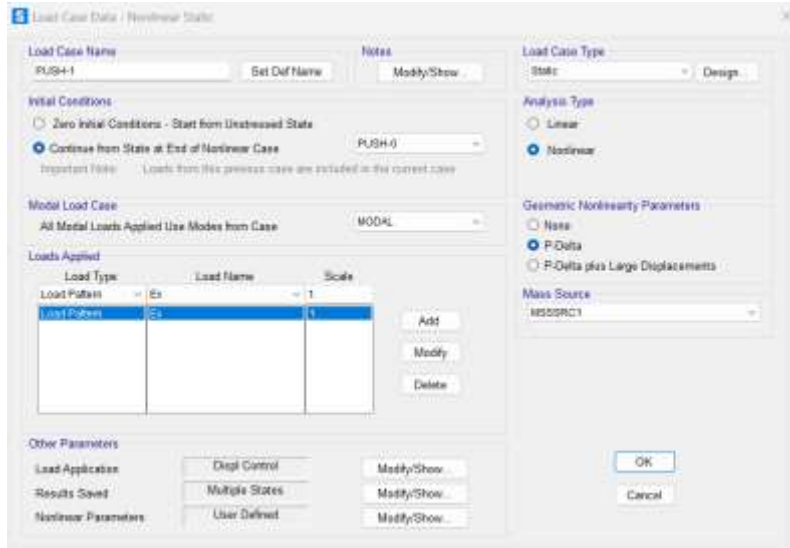 S Load Case Data - Nonlinear Static
Load Case Name
PUSH-1
Set Def Name
Notes
Modify/Show...
Load Case Type
Static
Design...
Initial Conditions
Zero Initial Conditions - Start from Unstressed State
Continue from State at End of Nonlinear Case
PUSH-0
Important Note: Loads from this previous case are included in the current case
Analysis Type
Linear
Nonlinear
Modal Load Case
All Modal Loads Applied Use Modes from Case
MODAL
Geometric Nonlinearity Parameters
None
P-Delta
P-Delta plus Large Displacements
Loads Applied
Load Type Load Name Scale
Load Pattern Ex 1
Load Pattern Ex 1
Add
Modify
Delete
Mass Source
MSSSRC1
Other Parameters
Load Application Displ Control Modify/Show...
Results Saved Multiple States Modify/Show...
Nonlinear Parameters User Defined Modify/Show...
OK
Cancel